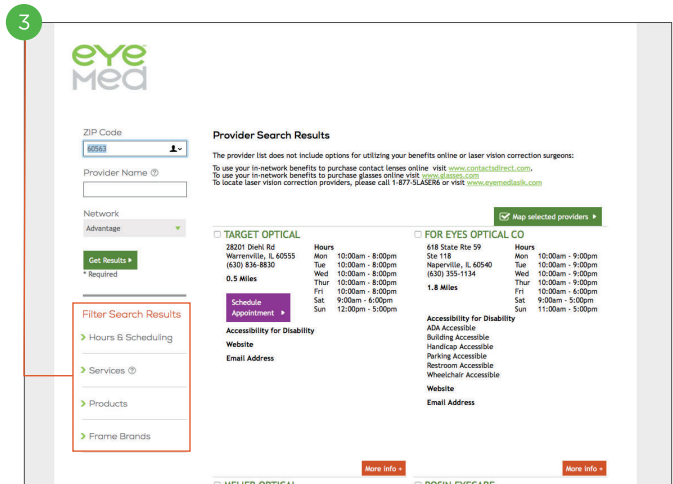 3
eye
Med
ZIP Code
60563
Provider Name ?
Network
Advantage
Get Results
* Required
Filter Search Results
Hours & Scheduling
Services ?
Products
Frame Brands
Provider Search Results
The provider list does not include options for utilizing your benefits online or laser vision correction surgeons:
To use your in-network benefits to purchase contact lenses online visit www.contactsdirect.com.
To use your in-network benefits to purchase glasses online visit www.glasses.com
To locate laser vision correction providers, please call 1-877-5LASER6 or visit www.eyemedlasik.com
Map selected providers
TARGET OPTICAL
28201 Diehl Rd
Warrenville, IL 60555
(630) 836-8830
0.5 Miles
Hours
Mon 10:00am - 8:00pm
Tue 10:00am - 8:00pm
Wed 10:00am - 8:00pm
Thur 10:00am - 8:00pm
Fri 10:00am - 8:00pm
Sat 9:00am - 6:00pm
Sun 12:00pm - 5:00pm
Schedule
Appointment
Accessibility for Disability
Website
Email Address
More info +
FOR EYES OPTICAL CO
618 State Rte 59
Ste 118
Naperville, IL 60540
(630) 355-1134
1.8 Miles
Hours
Mon 10:00am - 9:00pm
Tue 10:00am - 9:00pm
Wed 10:00am - 9:00pm
Thur 10:00am - 9:00pm
Fri 10:00am - 6:00pm
Sat 9:00am - 5:00pm
Sun 11:00am - 5:00pm
Accessibility for Disability
ADA Accessible
Building Accessible
Handicap Accessible
Parking Accessible
Restroom Accessible
Wheelchair Accessible
Website
Email Address
More info +
OPTICAL
ROSIN EYECARE